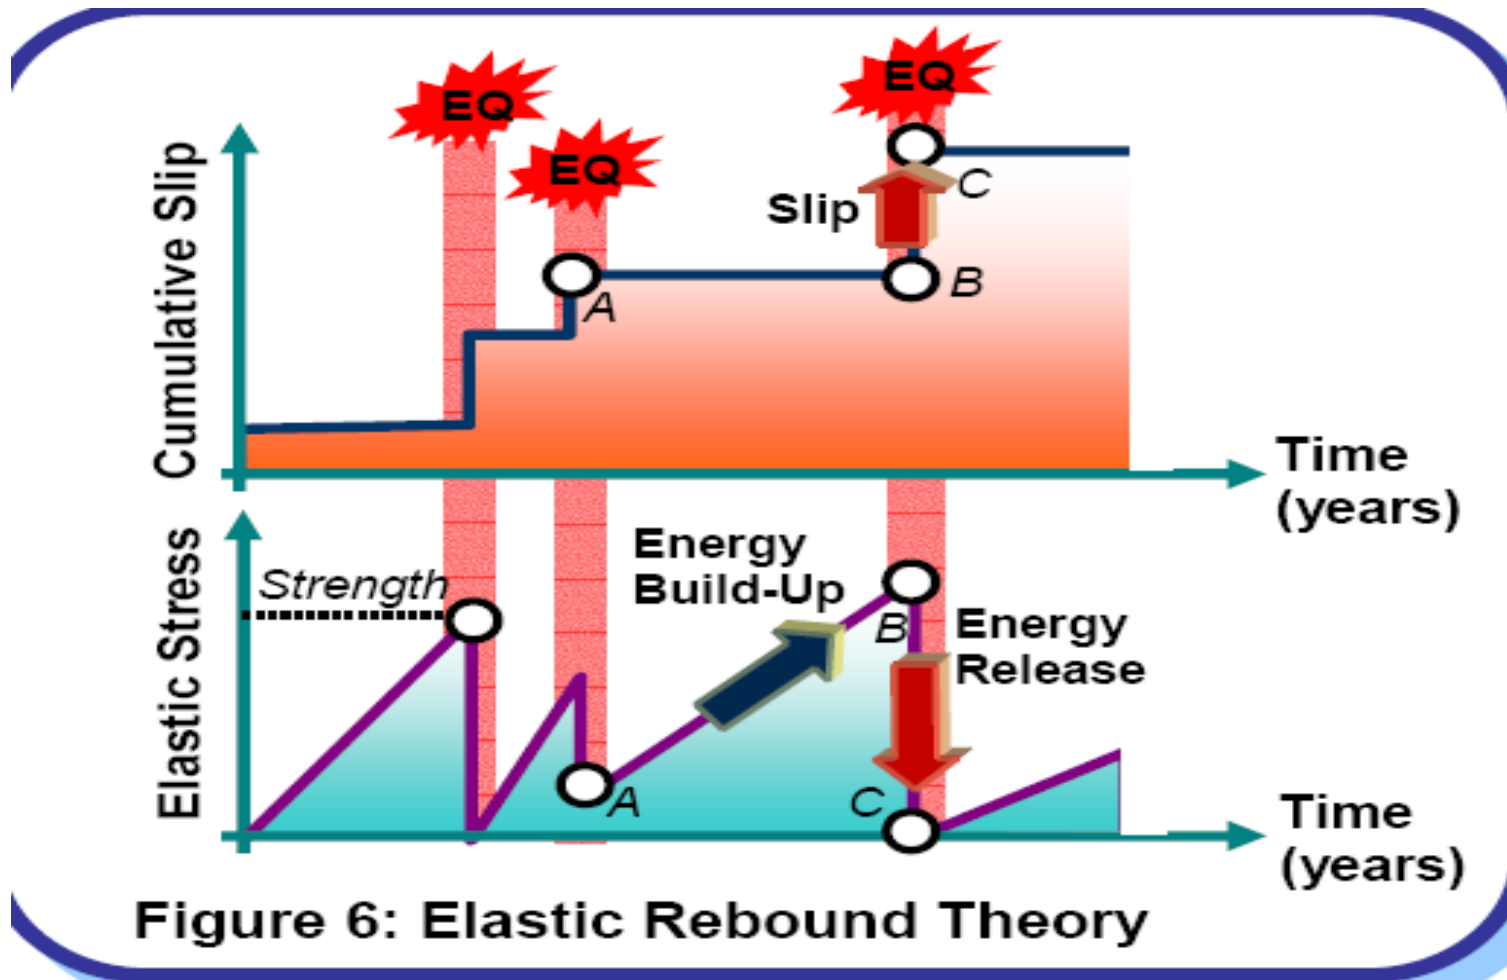 EQ
EQ
EQ
Cumulative Slip
Slip
C
B
A
Time
(years)
Elastic Stress
Strength
Energy
Build-Up
B
Energy
Release
A
C
Time
(years)
Figure 6: Elastic Rebound Theory